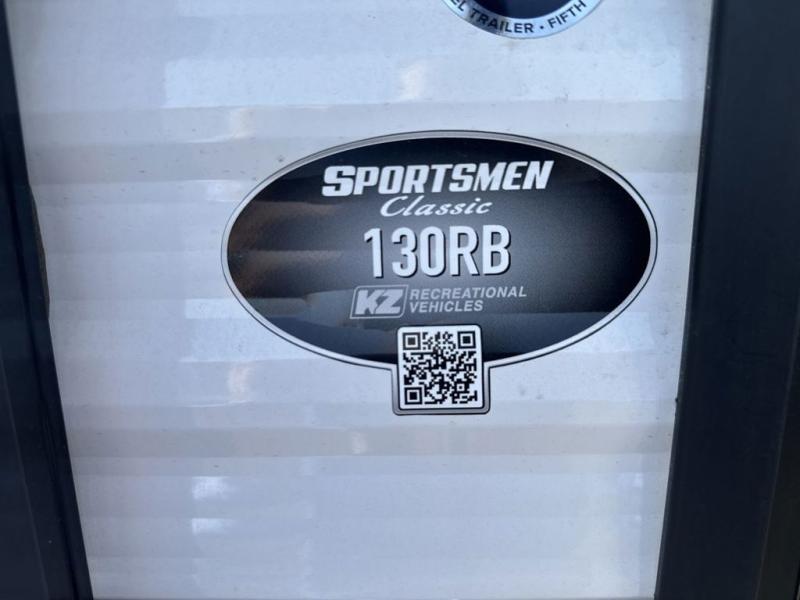 TRAILER • FIFTH
SPORTSMEN
Classic
130RB
KZ RECREATIONAL
VEHICLES